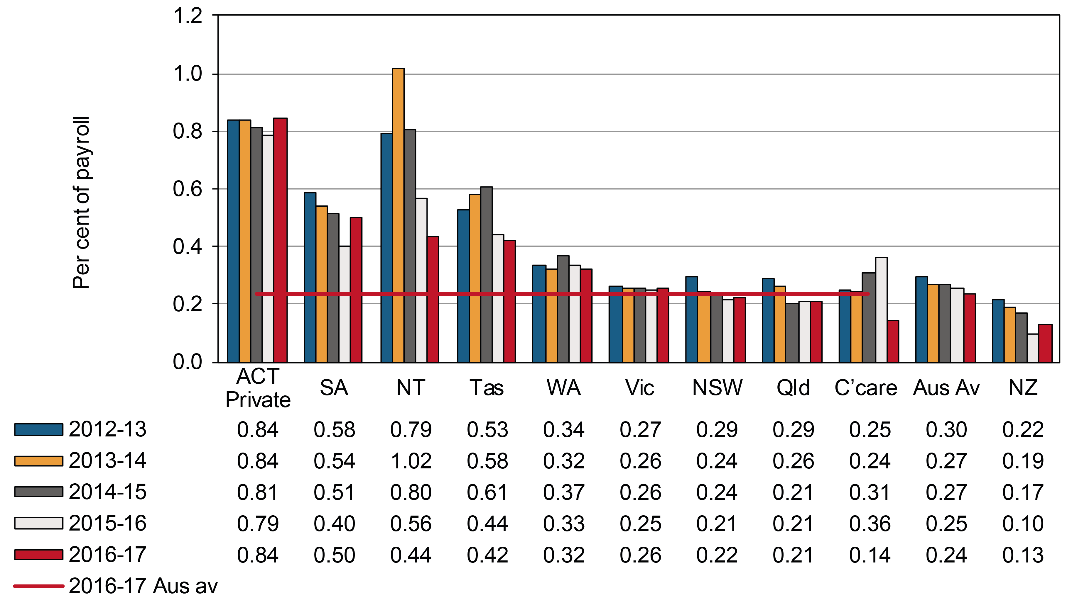 1.2
1.0
0.8
0.6
0.4
0.2
0.0
Per cent of payroll
ACT Private SA NT Tas WA Vic NSW Qld C'care Aus Av NZ
2012-13 0.84 0.58 0.79 0.53 0.34 0.27 0.29 0.29 0.25 0.30 0.22
2013-14 0.84 0.54 1.02 0.58 0.32 0.26 0.24 0.26 0.24 0.27 0.19
2014-15 0.81 0.51 0.80 0.61 0.37 0.26 0.24 0.21 0.31 0.27 0.17
2015-16 0.79 0.40 0.56 0.44 0.33 0.25 0.21 0.21 0.36 0.25 0.10
2016-17 0.84 0.50 0.44 0.42 0.32 0.26 0.22 0.21 0.14 0.24 0.13
2016-17 Aus av